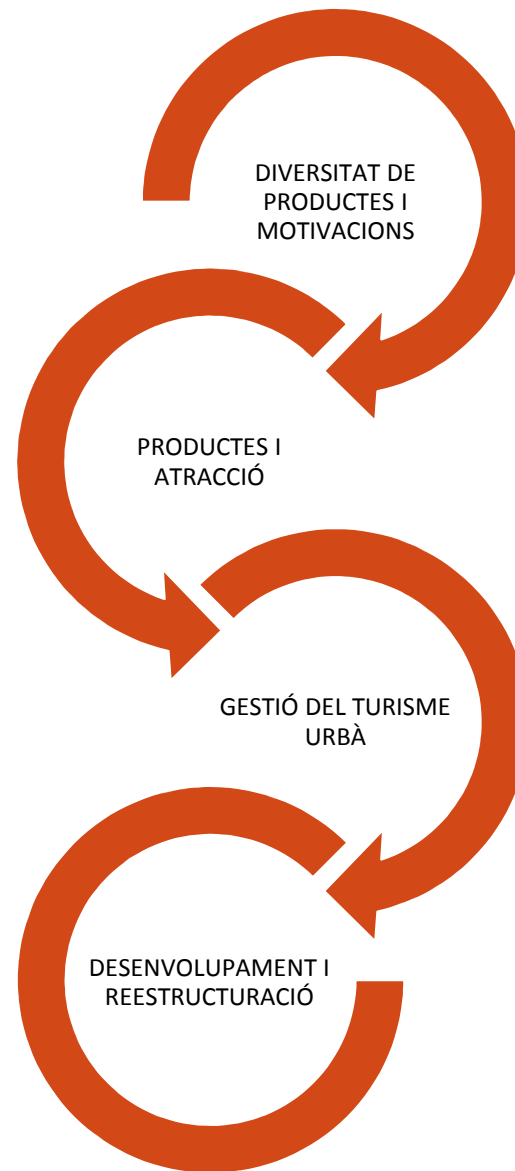 DIVERSITAT DE
PRODUCTES I
MOTIVACIONS
PRODUCTES I
ATRACCIÓ
GESTIÓ DEL TURISME
URBÀ
DESENVOLUPAMENT I
REESTRUCTURACIÓ